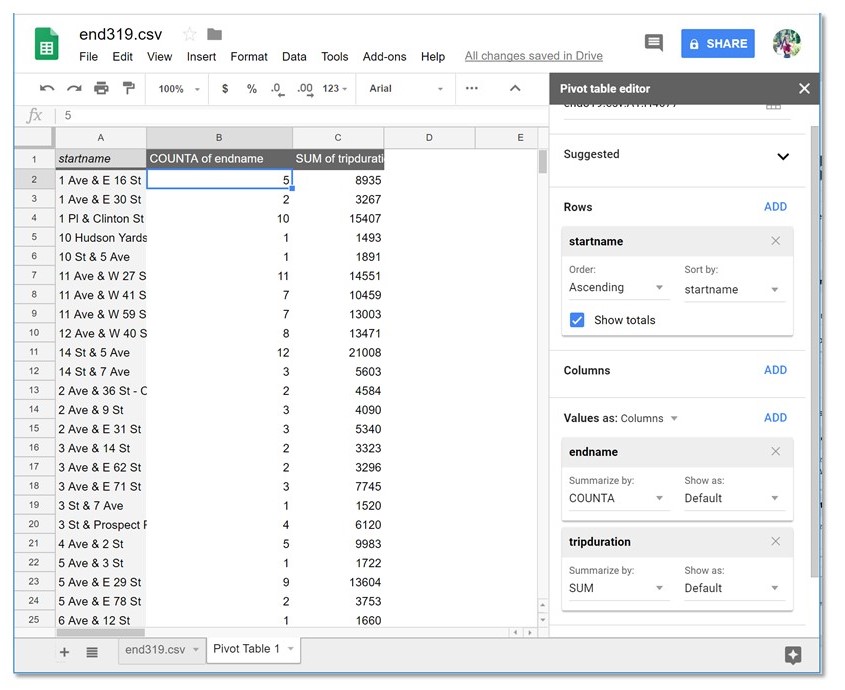 end319.csv
File Edit View Insert Format Data Tools Add-ons Help All changes saved in Drive
SHARE
100% $ % .0 .00 123 Arial
fx 5
A B C D E
1 startname COUNTA of endname SUM of tripdurati
2 1 Ave & E 16 St 5 8935
3 1 Ave & E 30 St 2 3267
4 1 Pl & Clinton St 10 15407
5 10 Hudson Yards 1 1493
6 10 St & 5 Ave 1 1891
7 11 Ave & W 27 S 11 14551
8 11 Ave & W 41 S 7 10459
9 11 Ave & W 59 S 7 13003
10 12 Ave & W 40 S 8 13471
11 14 St & 5 Ave 12 21008
12 14 St & 7 Ave 3 5603
13 2 Ave & 36 St - C 2 4584
14 2 Ave & 9 St 3 4090
15 2 Ave & E 31 St 3 5340
16 3 Ave & 14 St 2 3323
17 3 Ave & E 62 St 2 3296
18 3 Ave & E 71 St 3 7745
19 3 St & 7 Ave 1 1520
20 3 St & Prospect 4 6120
21 4 Ave & 2 St 5 9983
22 5 Ave & 3 St 1 1722
23 5 Ave & E 29 St 9 13604
24 5 Ave & E 78 St 2 3753
25 6 Ave & 12 St 1 1660
+ end319.csv Pivot Table 1
Pivot table editor
Suggested
Rows ADD
startname
Order: Sort by:
Ascending startname
Show totals
Columns ADD
Values as: Columns ADD
endname
Summarize by: Show as:
COUNTA Default
tripduration
Summarize by: Show as:
SUM Default